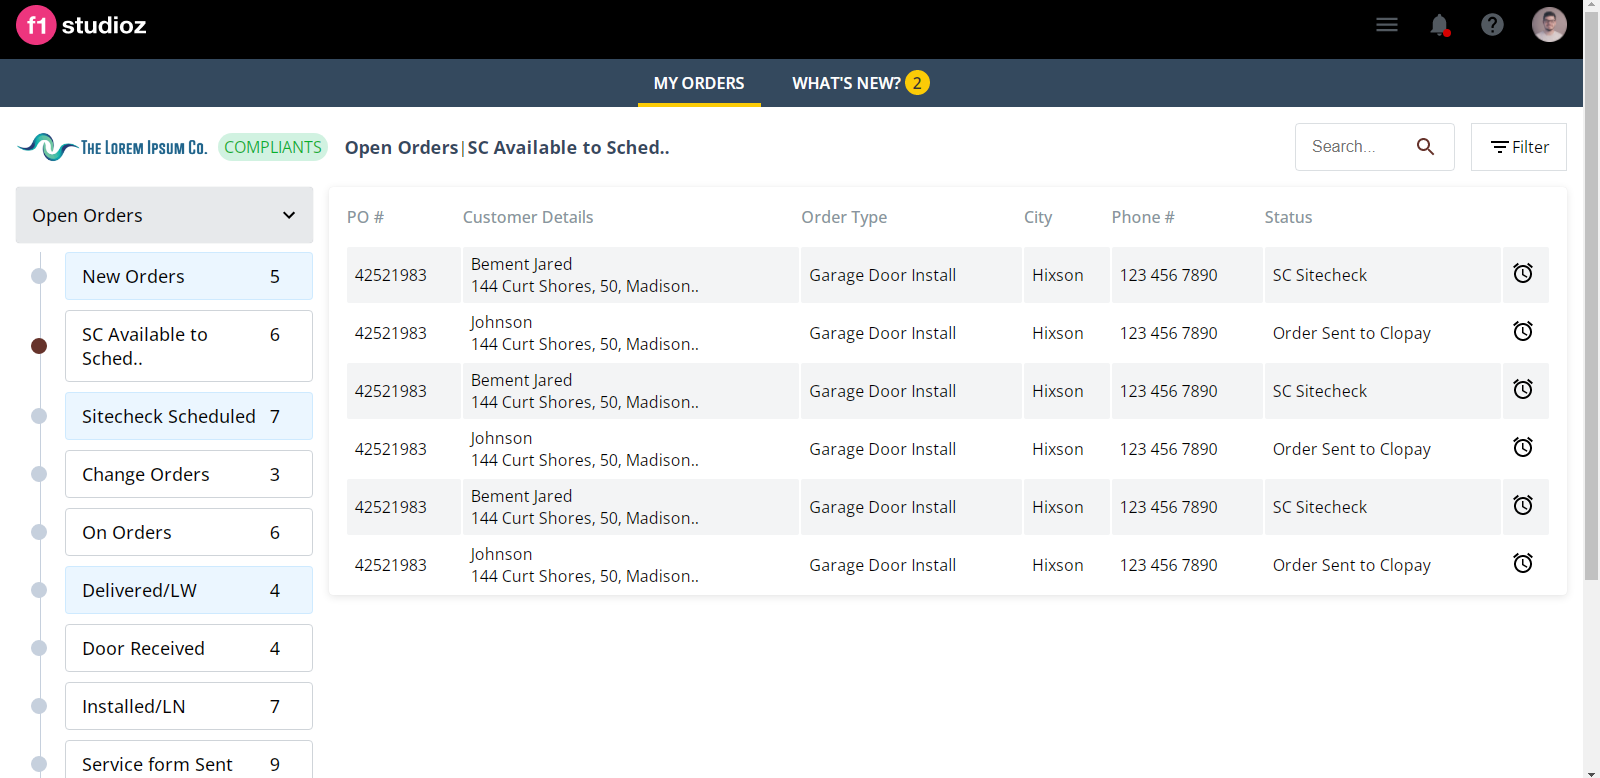 f1 studioz
MY ORDERS
WHAT'S NEW? 2
THE LOREM IPSUM CO.
COMPLIANTS
Open Orders|SC Available to Sched..
Search...
Filter
Open Orders
New Orders 5
SC Available to 6
Sched..
Sitecheck Scheduled 7
Change Orders 3
On Orders 6
Delivered/LW 4
Door Received 4
Installed/LN 7
Service form Sent 9
PO # Customer Details Order Type City Phone # Status
42521983 Bement Jared Garage Door Install Hixson 123 456 7890 SC Sitecheck
144 Curt Shores, 50, Madison..
42521983 Johnson Garage Door Install Hixson 123 456 7890 Order Sent to Clopay
144 Curt Shores, 50, Madison..
42521983 Bement Jared Garage Door Install Hixson 123 456 7890 SC Sitecheck
144 Curt Shores, 50, Madison..
42521983 Johnson Garage Door Install Hixson 123 456 7890 Order Sent to Clopay
144 Curt Shores, 50, Madison..
42521983 Bement Jared Garage Door Install Hixson 123 456 7890 SC Sitecheck
144 Curt Shores, 50, Madison..
42521983 Johnson Garage Door Install Hixson 123 456 7890 Order Sent to Clopay
144 Curt Shores, 50, Madison..